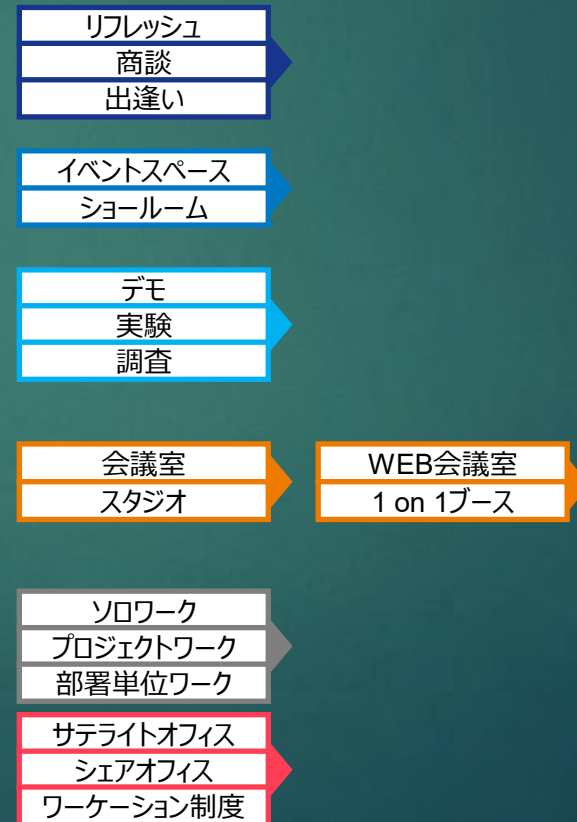 リフレッシュ
商談
出逢い
イベントスペース
ショールーム
デモ
実験
調査
会議室
スタジオ
WEB会議室
1 on 1ブース
ソロワーク
プロジェクトワーク
部署単位ワーク
サテライトオフィス
シェアオフィス
ワーケーション制度